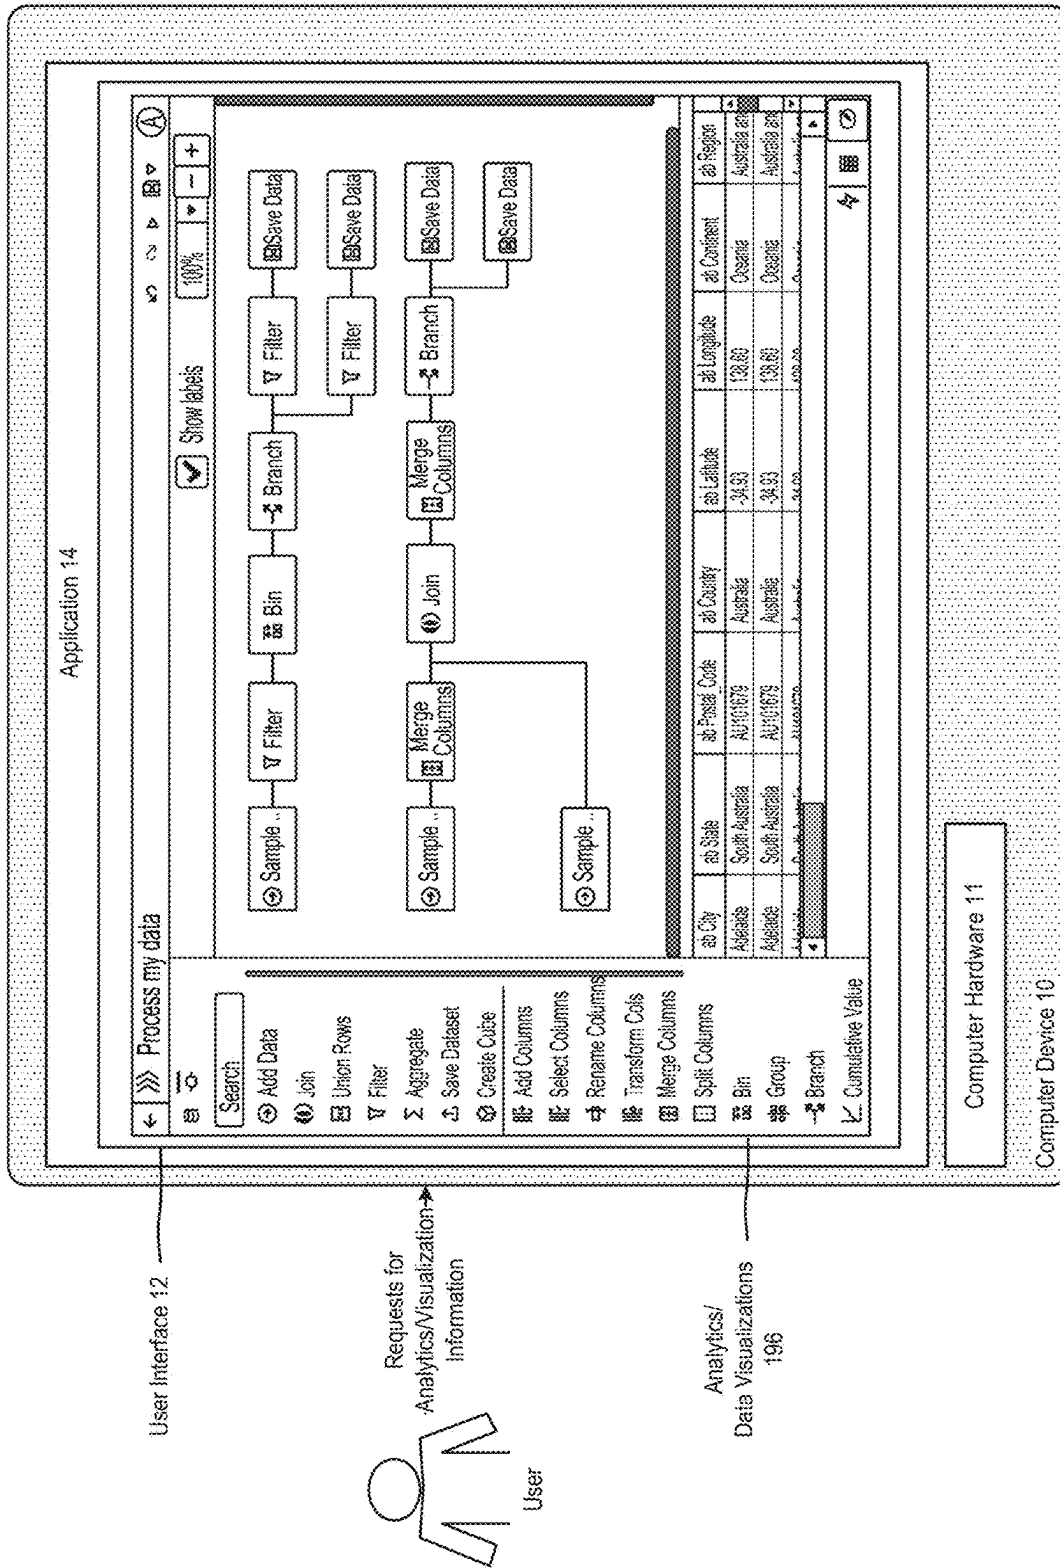 Application 14
Process my data
Show labels
100%
Search
Add Data
Join
Union Rows
Filter
Aggregate
Save Dataset
Create Cube
Add Columns
Select Columns
Rename Columns
Transform Cols
Merge Columns
Split Columns
Bin
Group
Branch
Cumulative Value
Sample ..
Filter
Bin
Branch
Filter
Save Data
Filter
Save Data
Sample ..
Merge
Columns
Join
Merge
Columns
Branch
Save Data
Save Data
Sample ..
ab City ab State ab Postal_Code ab Country ab Latitude ab Longitude ab Continent ab Region
Adelaide South Australia AU101679 Australia -34.93 138.60 Oceania Australia an
Adelaide South Australia AU101679 Australia -34.93 138.60 Oceania Australia an
User Interface 12
Requests for
Analytics/Visualization
Information
User
Analytics/
Data Visualizations
196
Computer Hardware 11
Computer Device 10